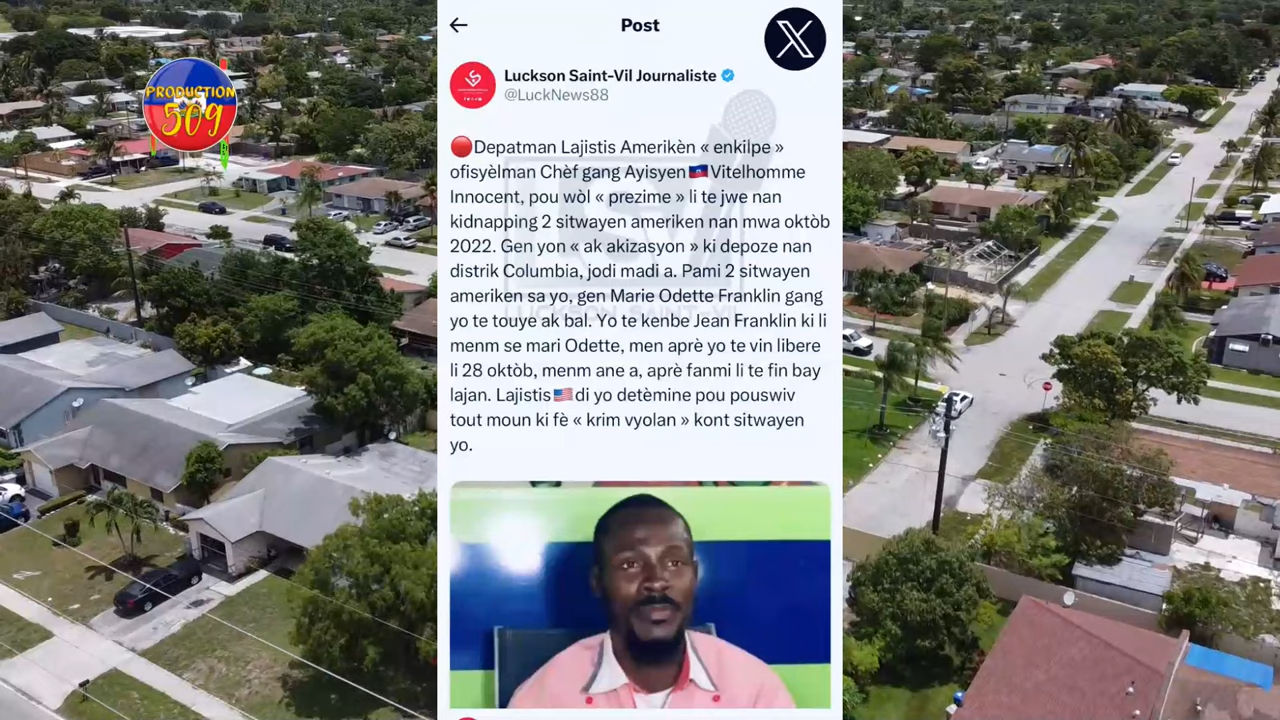 Post
PRODUCTION
509
Luckson Saint-Vil Journaliste
@LuckNews88
🔴Depatman Lajistis Amerikèn « enkilpe »
ofisyèlman Chèf gang Ayisyen🇭🇹Vitelhomme
Innocent, pou wòl « prezime » li te jwe nan
kidnapping 2 sitwayen ameriken nan mwa oktòb
2022. Gen yon « ak akizasyon » ki depoze nan
distrik Columbia, jodi madi a. Pami 2 sitwayen
ameriken sa yo, gen Marie Odette Franklin gang
yo te touye ak bal. Yo te kenbe Jean Franklin ki li
menm se mari Odette, men aprè yo te vin libere
li 28 oktòb, menm ane a, aprè fanmi li te fin bay
lajan. Lajistis🇺🇸di yo detèmine pou pouswiv
tout moun ki fè « krim vyolan » kont sitwayen
yo.
LUCKSON SAINT-VIL